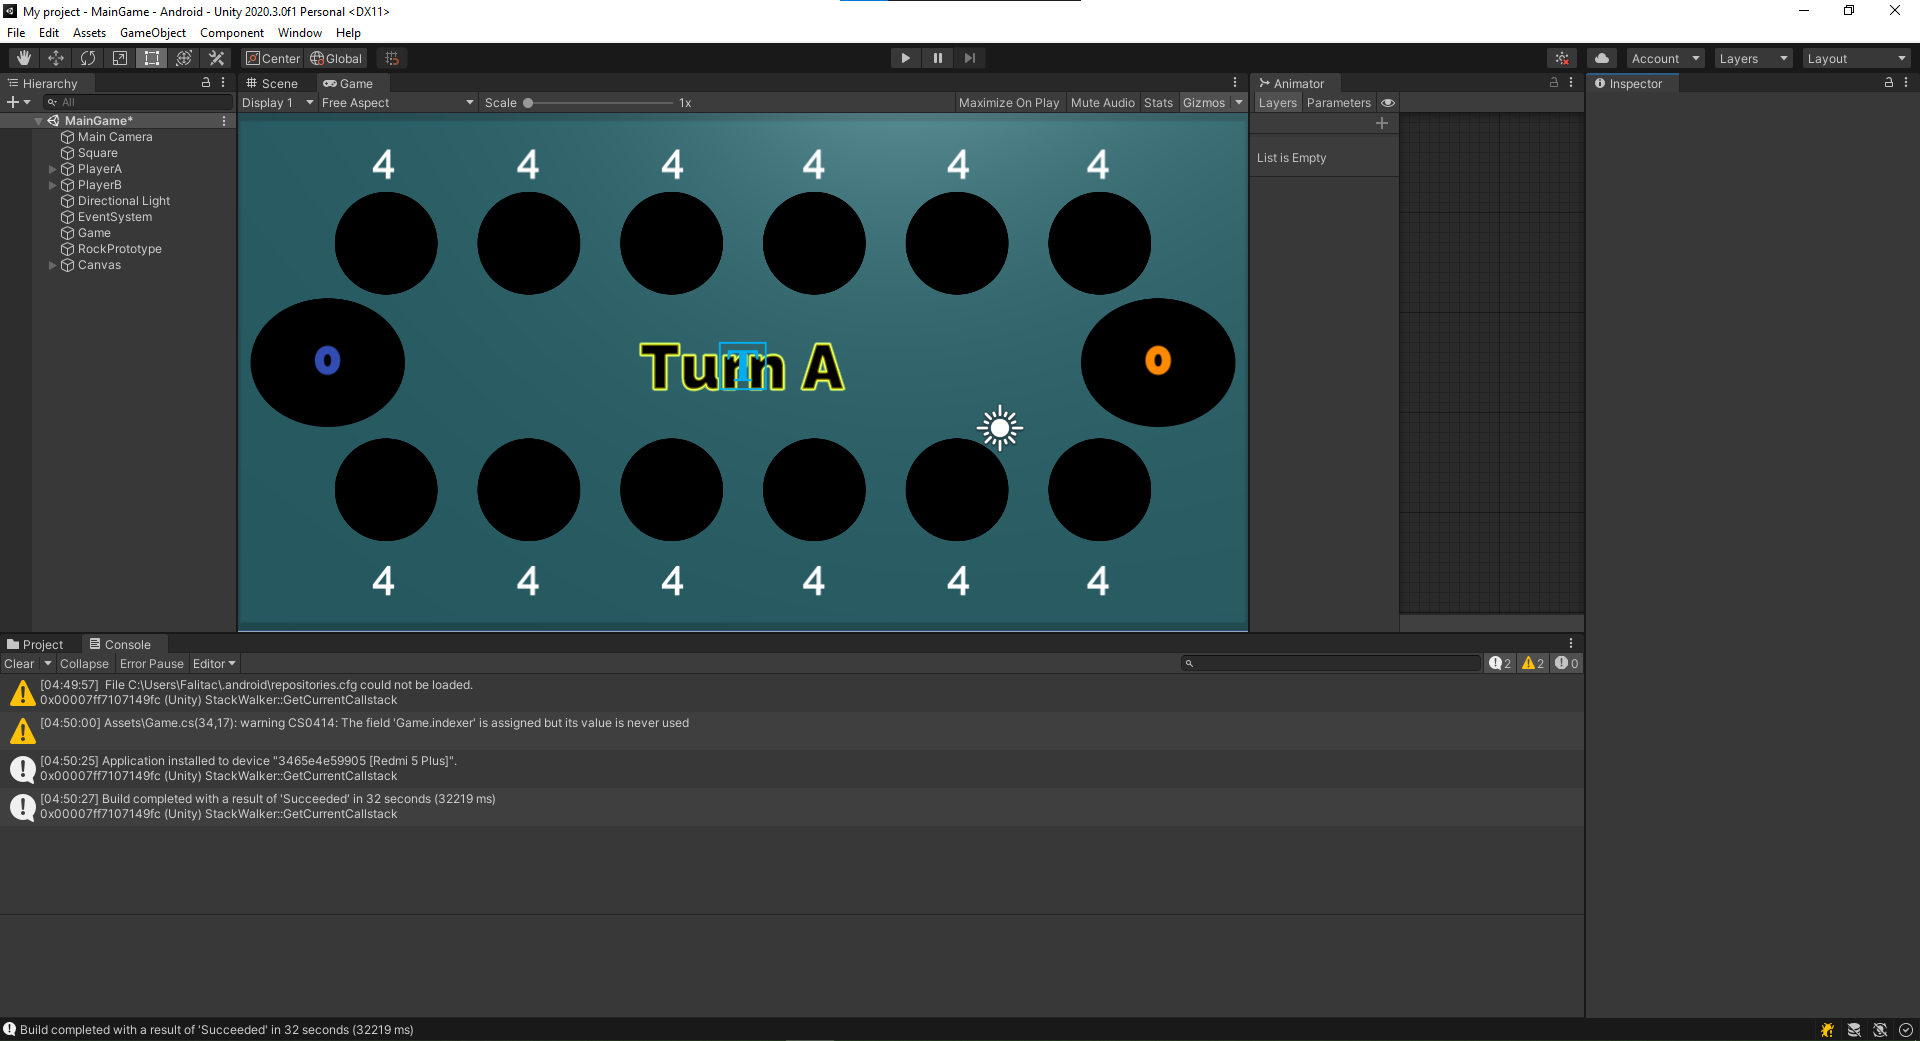 My project - MainGame - Android - Unity 2020.3.0f1 Personal <DX11>
File Edit Assets GameObject Component Window Help
Center Global Account Layers Layout
Hierarchy
All
MainGame*
Main Camera
Square
PlayerA
PlayerB
Directional Light
EventSystem
Game
RockPrototype
Canvas
Scene Game
Display 1 Free Aspect Scale 1x Maximize On Play Mute Audio Stats Gizmos
4 4 4 4 4 4
0 Turn A 0
T
4 4 4 4 4 4
Animator
Layers Parameters
List is Empty
Inspector
Project Console
Clear Collapse Error Pause Editor 2 2 0
[04:49:57] File C:\Users\Falitac\.android\repositories.cfg could not be loaded.
0x00007ff7107149fc (Unity) StackWalker::GetCurrentCallstack
[04:50:00] Assets\Game.cs(34,17): warning CS0414: The field 'Game.indexer' is assigned but its value is never used
[04:50:25] Application installed to device "3465e4e59905 [Redmi 5 Plus]".
0x00007ff7107149fc (Unity) StackWalker::GetCurrentCallstack
[04:50:27] Build completed with a result of 'Succeeded' in 32 seconds (32219 ms)
0x00007ff7107149fc (Unity) StackWalker::GetCurrentCallstack
Build completed with a result of 'Succeeded' in 32 seconds (32219 ms)